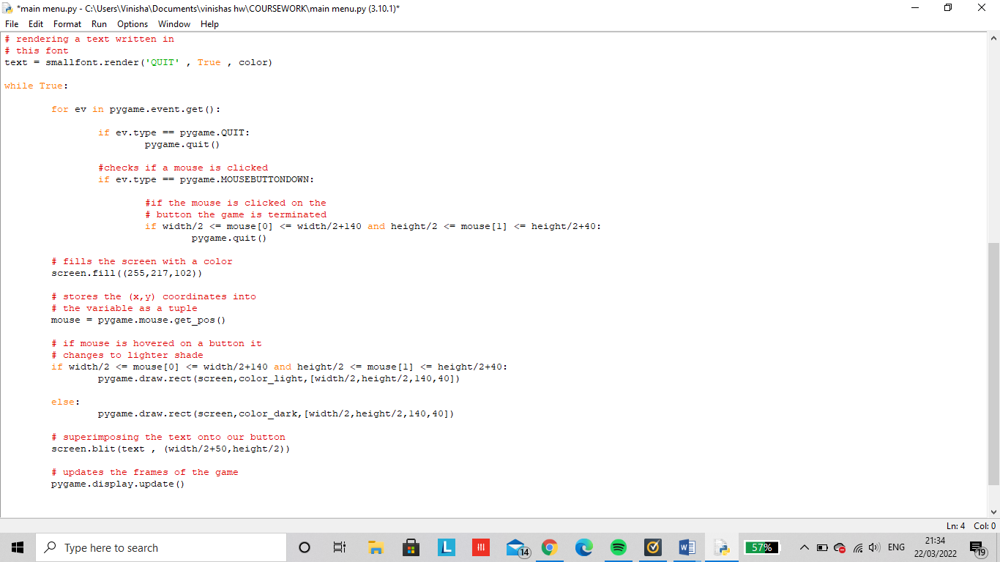 *main menu.py - C:\Users\Vinisha\Documents\vinishas hw\COURSEWORK\main menu.py (3.10.1)*
File Edit Format Run Options Window Help
# rendering a text written in
# this font
text = smallfont.render('QUIT' , True , color)
while True:
for ev in pygame.event.get():
if ev.type == pygame.QUIT:
pygame.quit()
#checks if a mouse is clicked
if ev.type == pygame.MOUSEBUTTONDOWN:
#if the mouse is clicked on the
# button the game is terminated
if width/2 <= mouse[0] <= width/2+140 and height/2 <= mouse[1] <= height/2+40:
pygame.quit()
# fills the screen with a color
screen.fill((255,217,102))
# stores the (x,y) coordinates into
# the variable as a tuple
mouse = pygame.mouse.get_pos()
# if mouse is hovered on a button it
# changes to lighter shade
if width/2 <= mouse[0] <= width/2+140 and height/2 <= mouse[1] <= height/2+40:
pygame.draw.rect(screen,color_light,[width/2,height/2,140,40])
else:
pygame.draw.rect(screen,color_dark,[width/2,height/2,140,40])
# superimposing the text onto our button
screen.blit(text , (width/2+50,height/2))
# updates the frames of the game
pygame.display.update()
Ln: 4 Col: 0
Type here to search
L
14
W
57%
ENG
21:34
22/03/2022
19